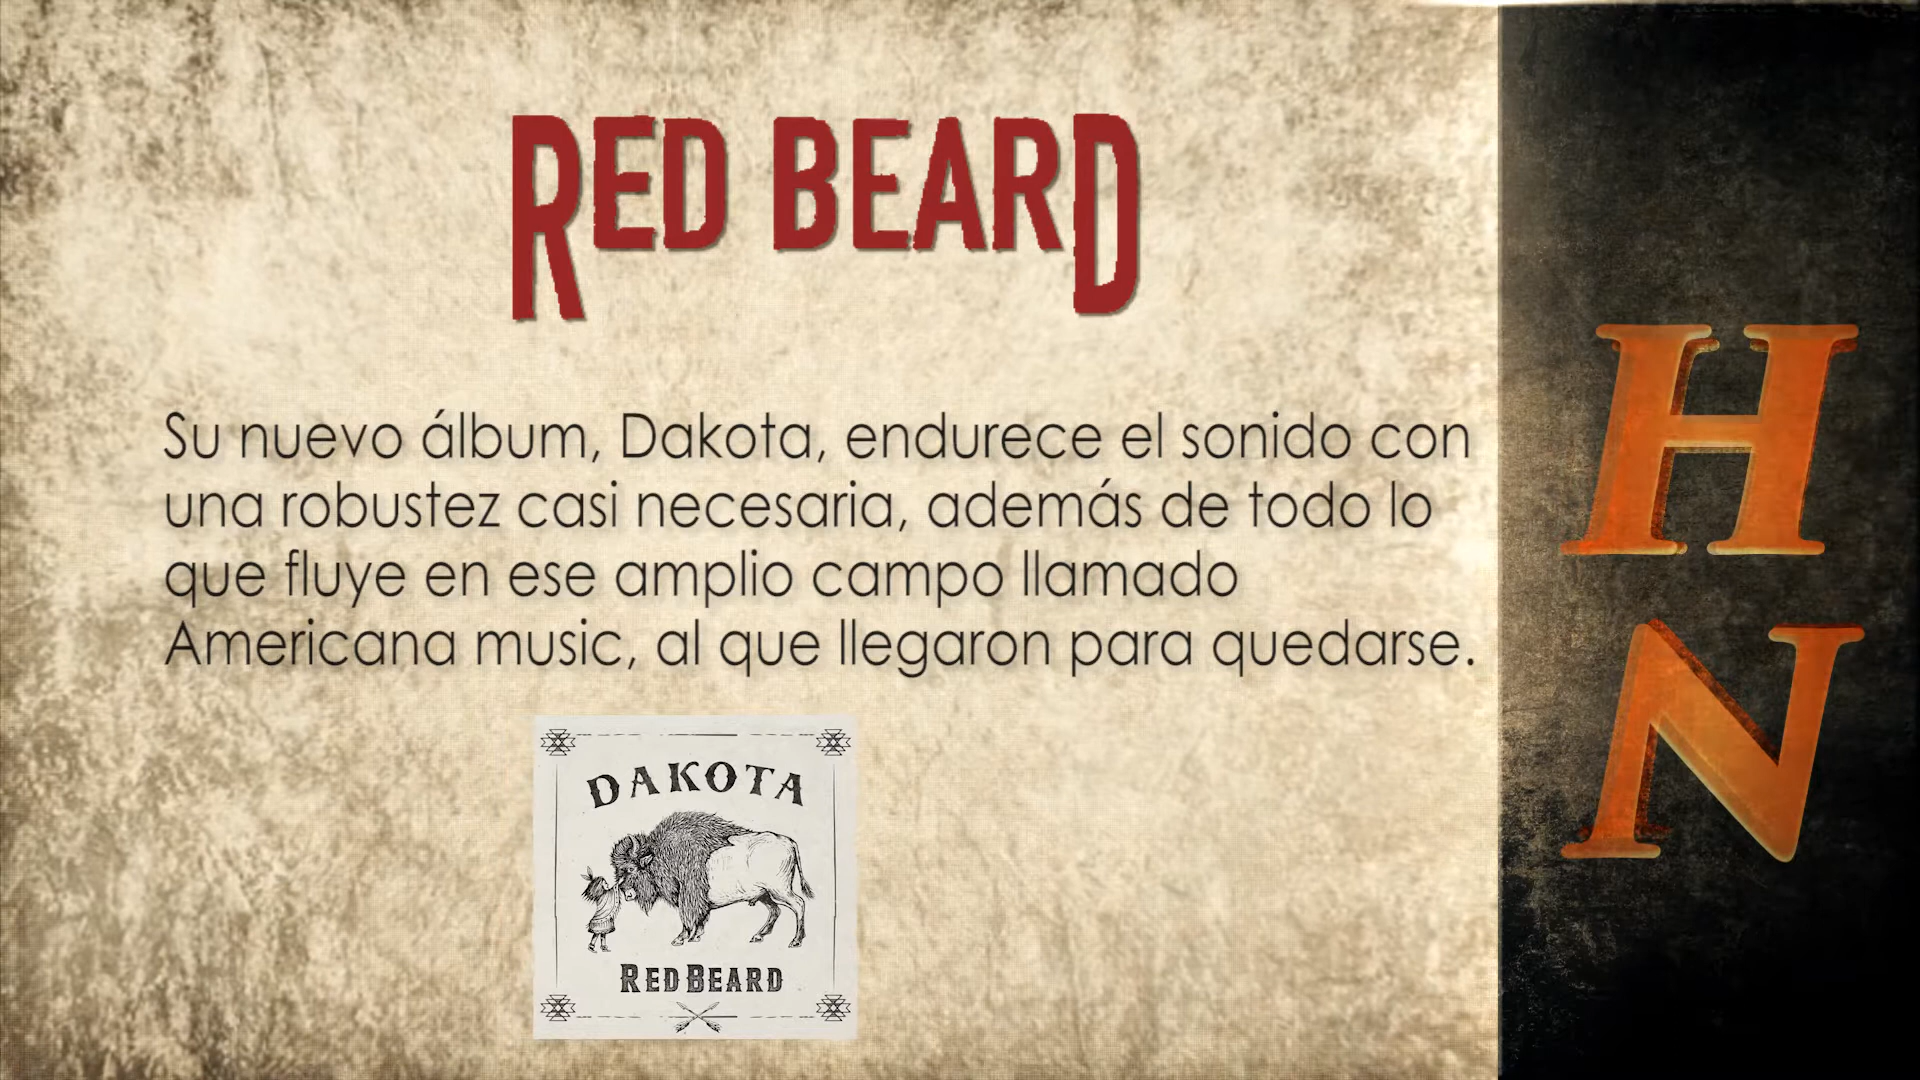 RED BEARD
Su nuevo álbum, Dakota, endurece el sonido con
una robustez casi necesaria, además de todo lo
que fluye en ese amplio campo llamado
Americana music, al que llegaron para quedarse.
DAKOTA
RED BEARD
H
N